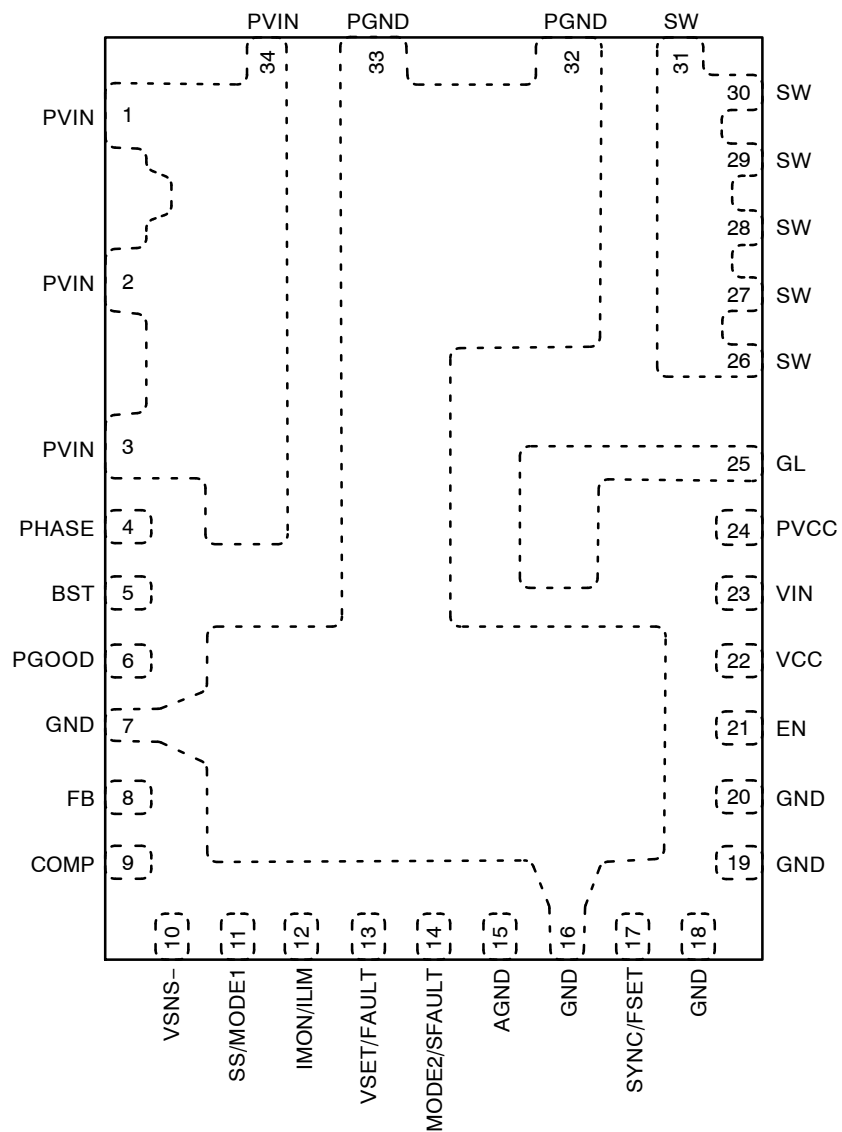 PVIN PGND PGND SW
34 33 32 31
PVIN 1
30 SW
29 SW
28 SW
PVIN 2
27 SW
26 SW
PVIN 3
25 GL
PHASE 4
24 PVCC
BST 5
23 VIN
PGOOD 6
22 VCC
GND 7
21 EN
FB 8
20 GND
COMP 9
19 GND
10 11 12 13 14 15 16 17 18
VSNS−
SS/MODE1
IMON/ILIM
VSET/FAULT
MODE2/SFAULT
AGND
GND
SYNC/FSET
GND